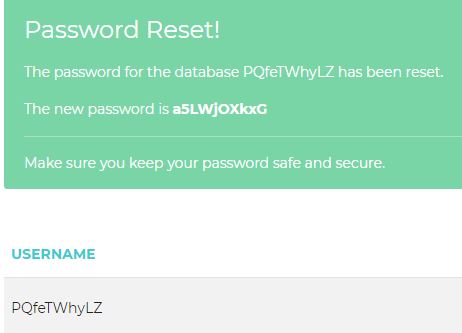 Password Reset!
The password for the database PQfeTWhyLZ has been reset.
The new password is a5LWjOXkxG
Make sure you keep your password safe and secure.
USERNAME
PQfeTWhyLZ